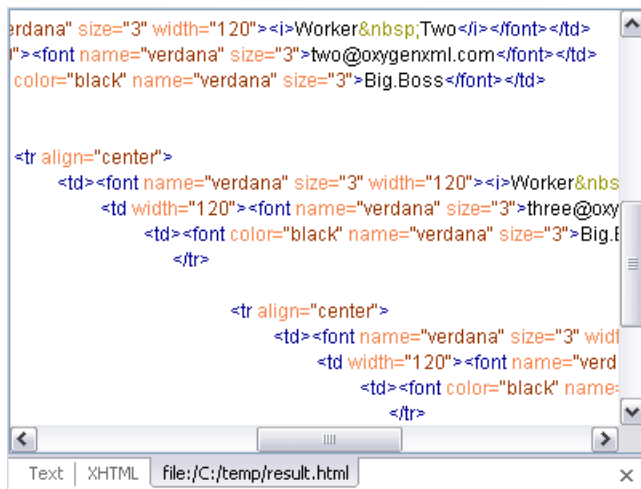 erdana" size="3" width="120"><i>Worker&nbsp;Two</i></font></td>
"><font name="verdana" size="3">two@oxygenxml.com</font></td>
color="black" name="verdana" size="3">Big.Boss</font></td>
<tr align="center">
<td><font name="verdana" size="3" width="120"><i>Worker&nbs
<td width="120"><font name="verdana" size="3">three@oxy
<td><font color="black" name="verdana" size="3">Big.B
</tr>
<tr align="center">
<td><font name="verdana" size="3" widt
<td width="120"><font name="verd
<td><font color="black" name=
</tr>
Text | XHTML file:/C:/temp/result.html